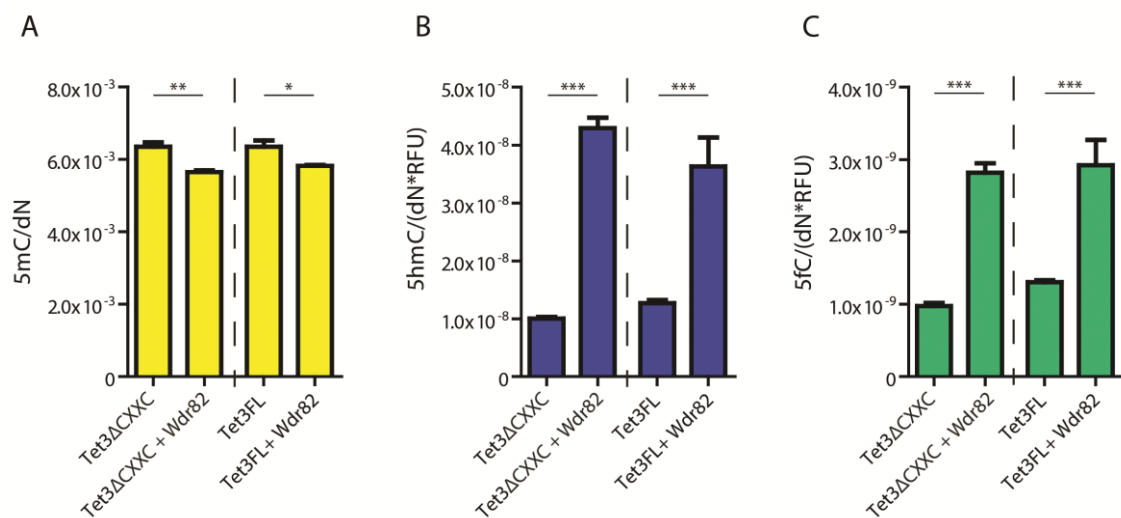 A
B
C
5mC/dN
8.0x10⁻³
6.0x10⁻³
4.0x10⁻³
2.0x10⁻³
0
**
*
Tet3ΔCXXC
Tet3ΔCXXC + Wdr82
Tet3FL
Tet3FL+ Wdr82
5hmC/(dN*RFU)
5.0x10⁻⁸
4.0x10⁻⁸
3.0x10⁻⁸
2.0x10⁻⁸
1.0x10⁻⁸
0
***
***
Tet3ΔCXXC
Tet3ΔCXXC + Wdr82
Tet3FL
Tet3FL+ Wdr82
5fC/(dN*RFU)
4.0x10⁻⁹
3.0x10⁻⁹
2.0x10⁻⁹
1.0x10⁻⁹
0
***
***
Tet3ΔCXXC
Tet3ΔCXXC + Wdr82
Tet3FL
Tet3FL+ Wdr82